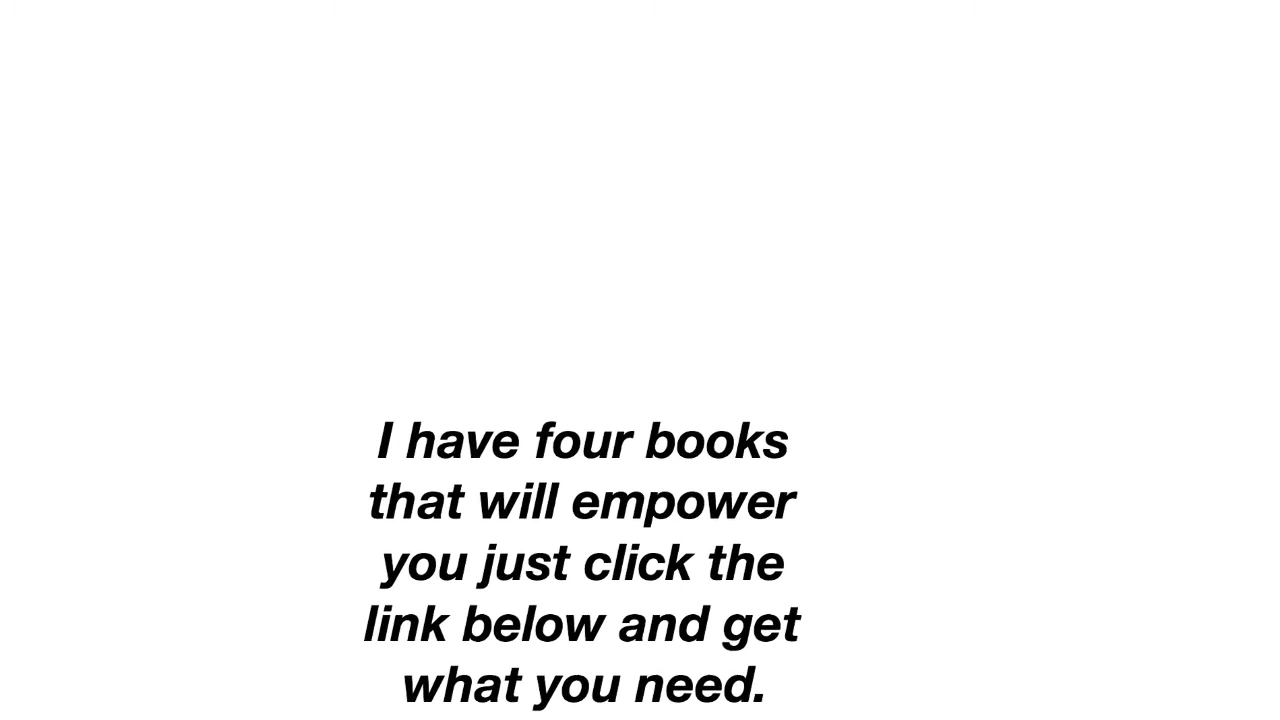 I have four books
that will empower
you just click the
link below and get
what you need.